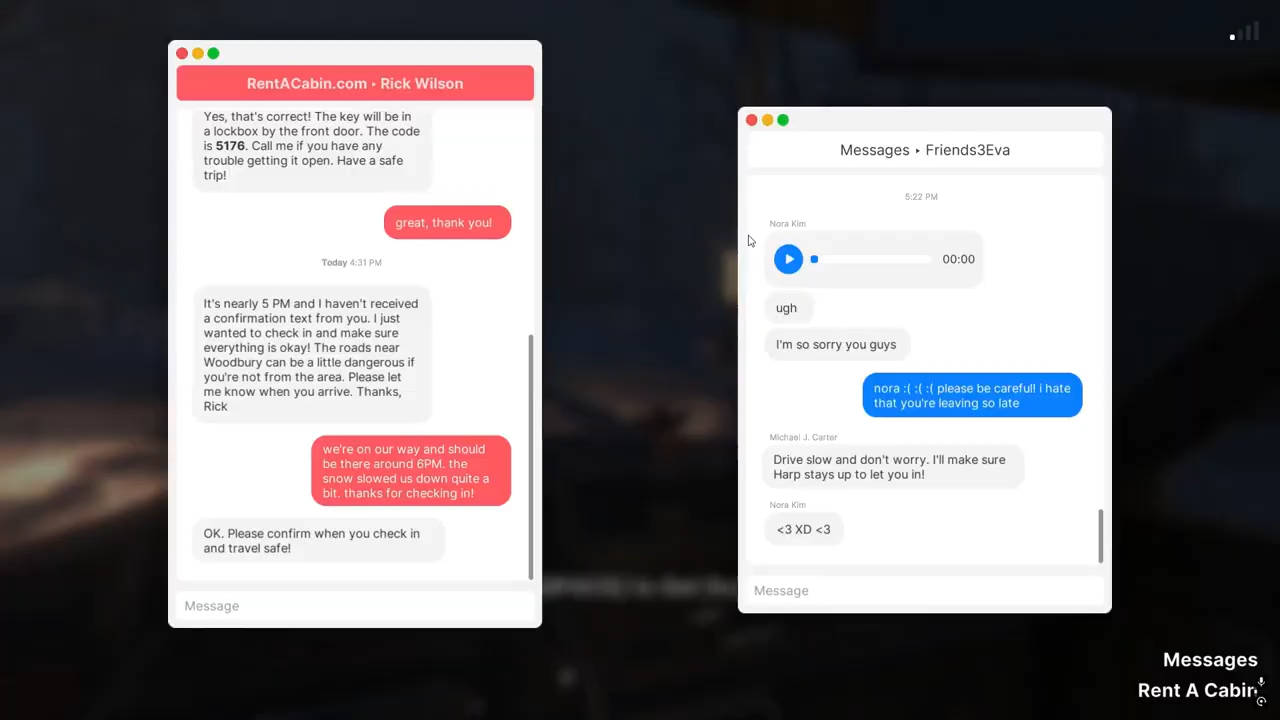 RentACabin.com ▸ Rick Wilson
Yes, that's correct! The key will be in
a lockbox by the front door. The code
is 5176. Call me if you have any
trouble getting it open. Have a safe
trip!
great, thank you!
Today 4:31 PM
It's nearly 5 PM and I haven't received
a confirmation text from you. I just
wanted to check in and make sure
everything is okay! The roads near
Woodbury can be a little dangerous if
you're not from the area. Please let
me know when you arrive. Thanks,
Rick
we're on our way and should
be there around 6PM. the
snow slowed us down quite a
bit. thanks for checking in!
OK. Please confirm when you check in
and travel safe!
Message
Messages ▸ Friends3Eva
5:22 PM
Nora Kim
00:00
ugh
I'm so sorry you guys
nora :( :( :( please be careful! i hate
that you're leaving so late
Michael J. Carter
Drive slow and don't worry. I'll make sure
Harp stays up to let you in!
Nora Kim
<3 XD <3
Message
Messages
Rent A Cabin